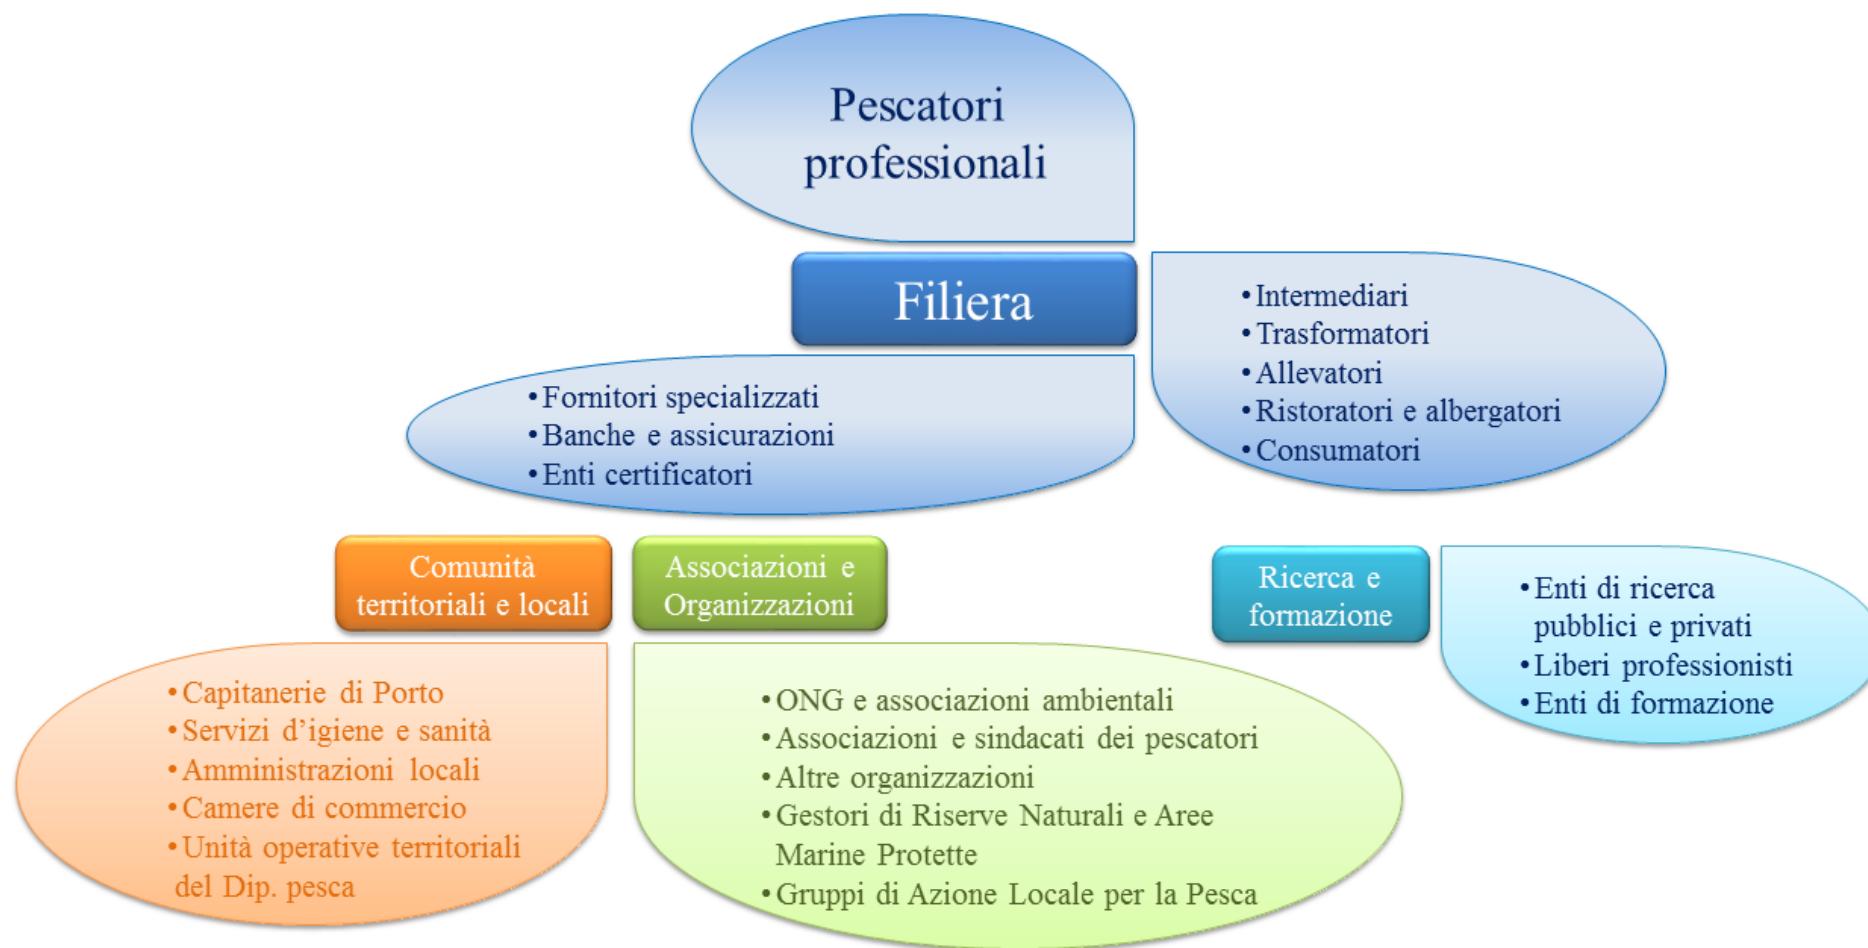 Pescatori
professionali
Filiera
• Intermediari
• Trasformatori
• Allevatori
• Ristoratori e albergatori
• Consumatori
• Fornitori specializzati
• Banche e assicurazioni
• Enti certificatori
Comunità
territoriali e locali
• Capitanerie di Porto
• Servizi d’igiene e sanità
• Amministrazioni locali
• Camere di commercio
• Unità operative territoriali
del Dip. pesca
Associazioni e
Organizzazioni
• ONG e associazioni ambientali
• Associazioni e sindacati dei pescatori
• Altre organizzazioni
• Gestori di Riserve Naturali e Aree
Marine Protette
• Gruppi di Azione Locale per la Pesca
Ricerca e
formazione
• Enti di ricerca
pubblici e privati
• Liberi professionisti
• Enti di formazione